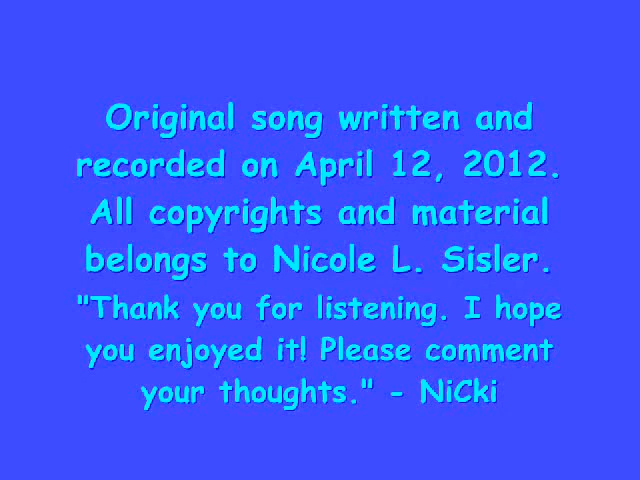 Original song written and
recorded on April 12, 2012.
All copyrights and material
belongs to Nicole L. Sisler.
"Thank you for listening. I hope
you enjoyed it! Please comment
your thoughts." - NiCki